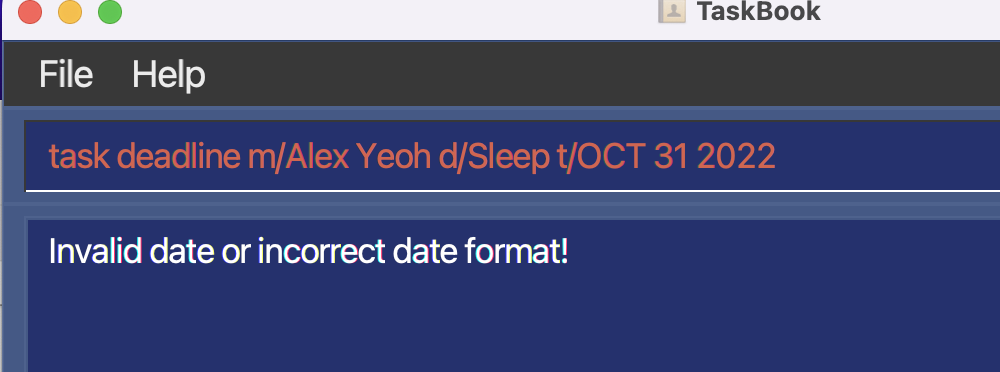 TaskBook
File Help
task deadline m/Alex Yeoh d/Sleep t/OCT 31 2022
Invalid date or incorrect date format!